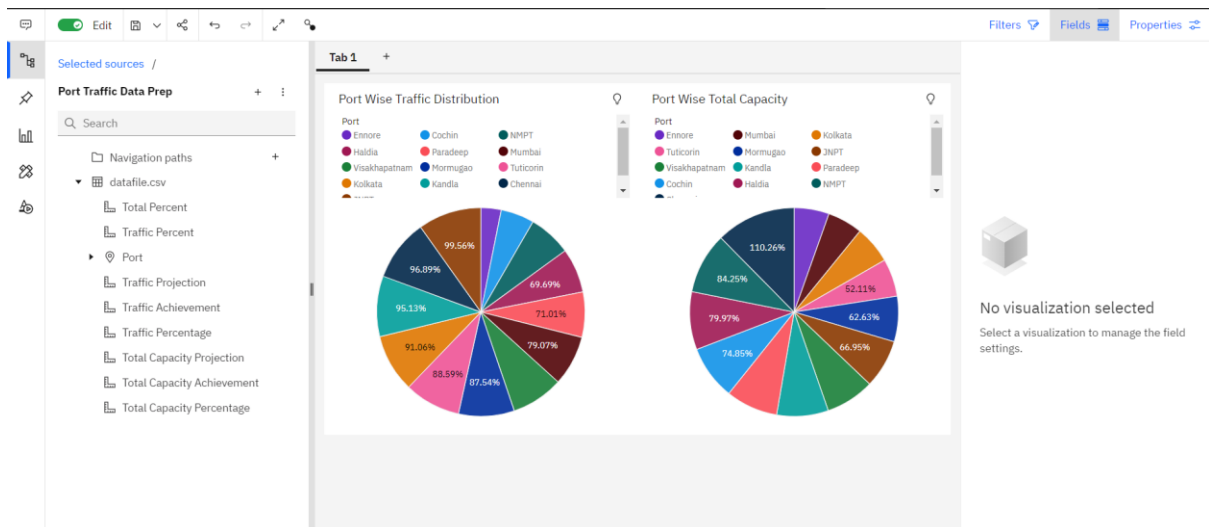 Edit
Filters
Fields
Properties
Selected sources /
Port Traffic Data Prep
Search
Navigation paths
datafile.csv
Total Percent
Traffic Percent
Port
Traffic Projection
Traffic Achievement
Traffic Percentage
Total Capacity Projection
Total Capacity Achievement
Total Capacity Percentage
Tab 1 +
Port Wise Traffic Distribution
Port
Ennore Cochin NMPT
Haldia Paradeep Mumbai
Visakhapatnam Mormugao Tuticorin
Kolkata Kandla Chennai
99.56%
96.89%
69.69%
95.13%
71.01%
91.06%
79.07%
88.59%
87.54%
Port Wise Total Capacity
Port
Ennore Mumbai Kolkata
Tuticorin Mormugao JNPT
Visakhapatnam Kandla Paradeep
Cochin Haldia NMPT
110.26%
84.25%
52.11%
79.97%
62.63%
74.85%
66.95%
No visualization selected
Select a visualization to manage the field
settings.